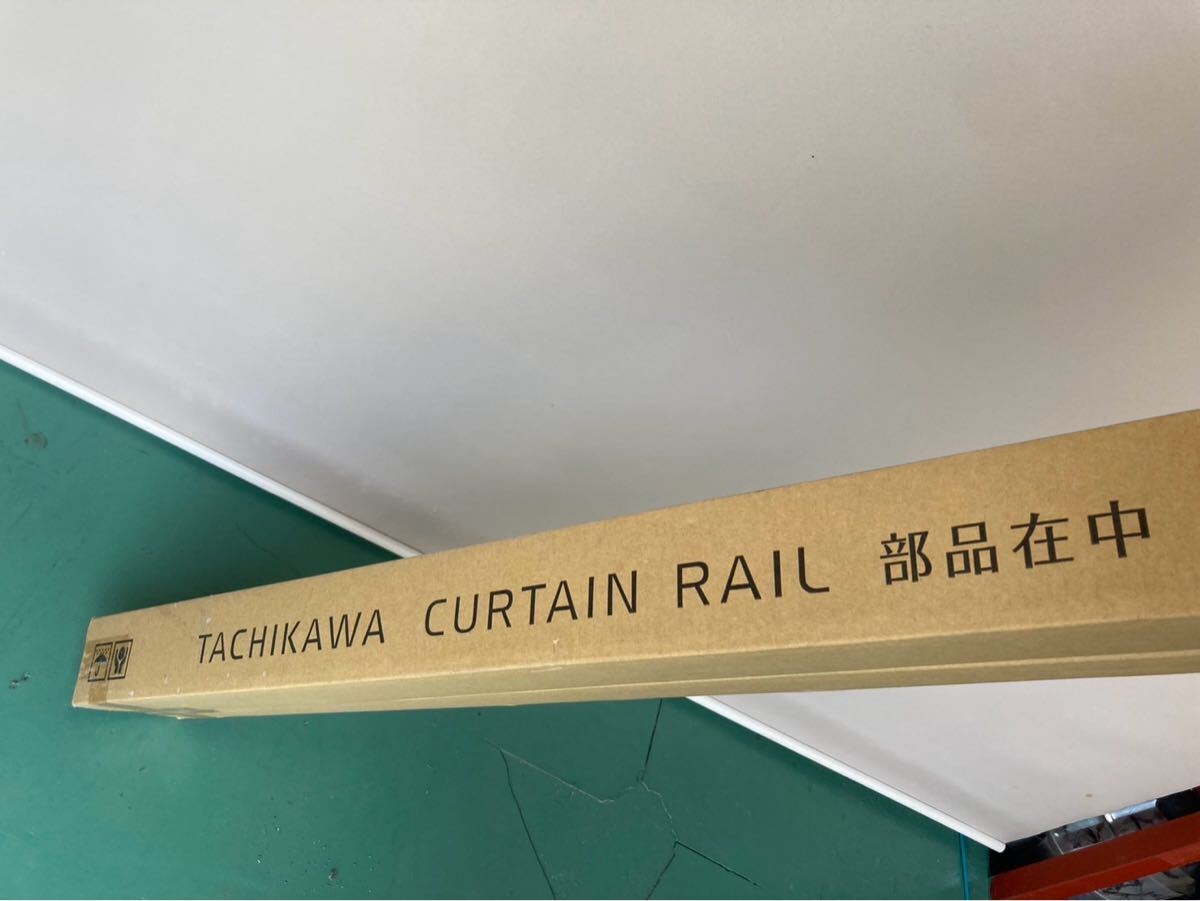 TACHIKAWA CURTAIN RAIL 部品在中